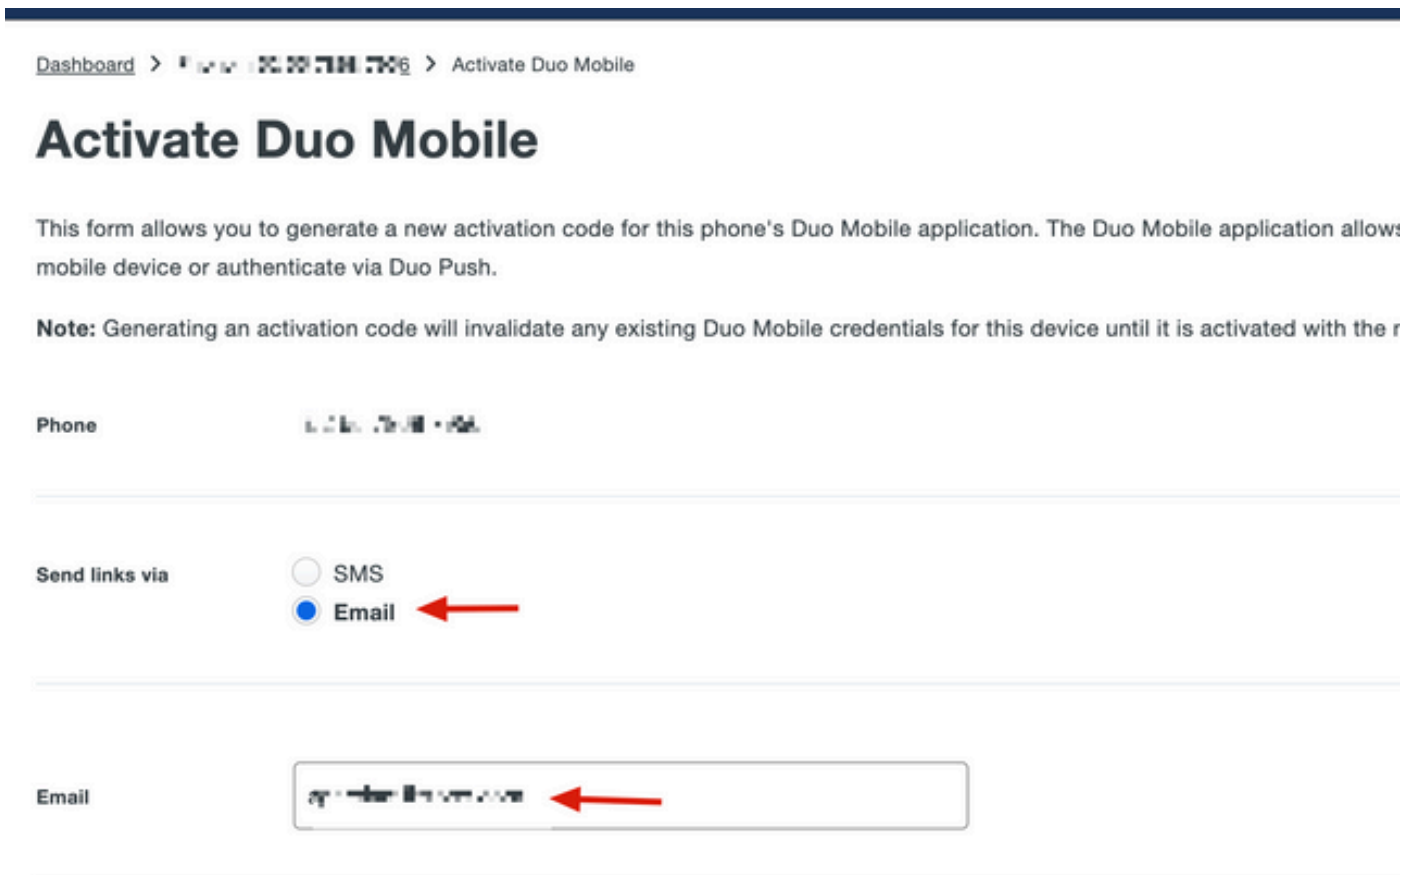 Dashboard > 6 > Activate Duo Mobile
Activate Duo Mobile
This form allows you to generate a new activation code for this phone's Duo Mobile application. The Duo Mobile application allows
mobile device or authenticate via Duo Push.
Note: Generating an activation code will invalidate any existing Duo Mobile credentials for this device until it is activated with the
Phone
Send links via
SMS
Email
Email